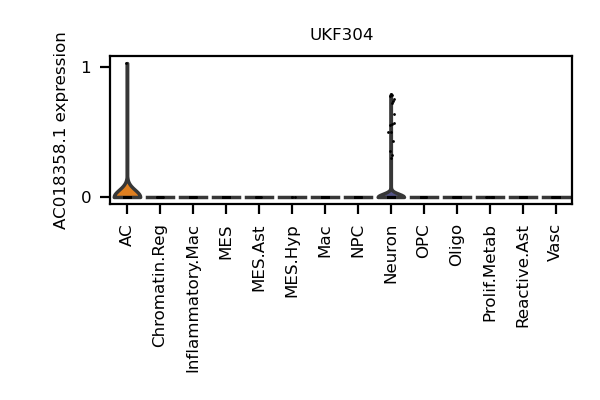 UKF304
AC018358.1 expression
1
0
AC
Chromatin.Reg
Inflammatory.Mac
MES
MES.Ast
MES.Hyp
Mac
NPC
Neuron
OPC
Oligo
Prolif.Metab
Reactive.Ast
Vasc